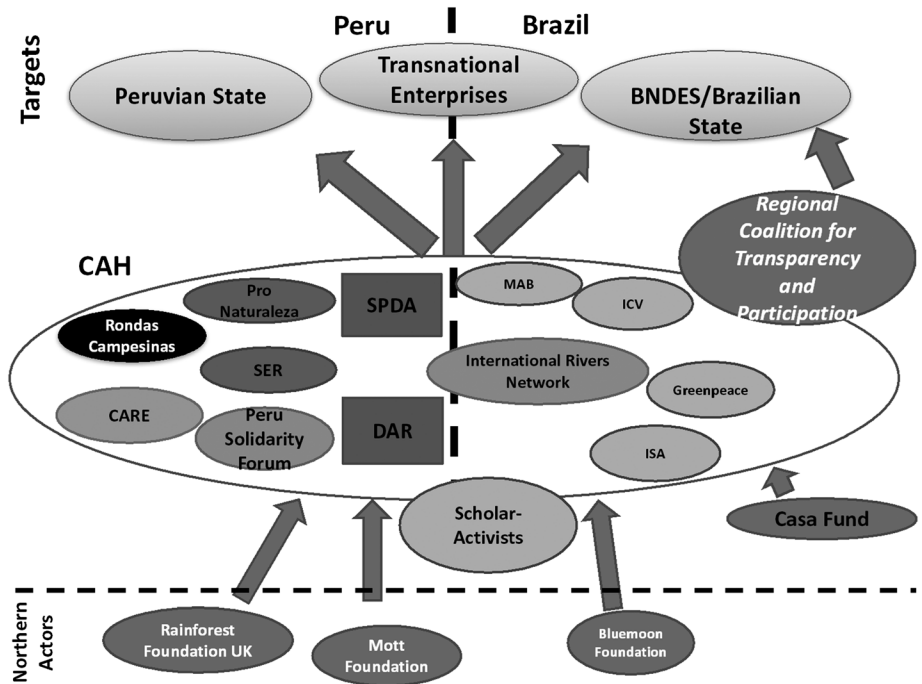 Peru
Brazil
Targets
Peruvian State
Transnational
Enterprises
BNDES/Brazilian
State
Regional
Coalition for
Transparency
and
Participation
CAH
Pro
Naturaleza
SPDA
MAB
ICV
Rondas
Campesinas
SER
International Rivers
Network
Greenpeace
CARE
Peru
Solidarity
Forum
DAR
ISA
Scholar-
Activists
Casa Fund
Northern
Actors
Rainforest
Foundation UK
Mott
Foundation
Bluemoon
Foundation